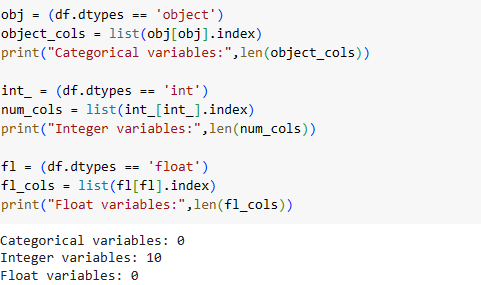 obj = (df.dtypes == 'object')
object_cols = list(obj[obj].index)
print("Categorical variables:",len(object_cols))
int_ = (df.dtypes == 'int')
num_cols = list(int_[int_].index)
print("Integer variables:",len(num_cols))
fl = (df.dtypes == 'float')
fl_cols = list(fl[fl].index)
print("Float variables:",len(fl_cols))
Categorical variables: 0
Integer variables: 10
Float variables: 0